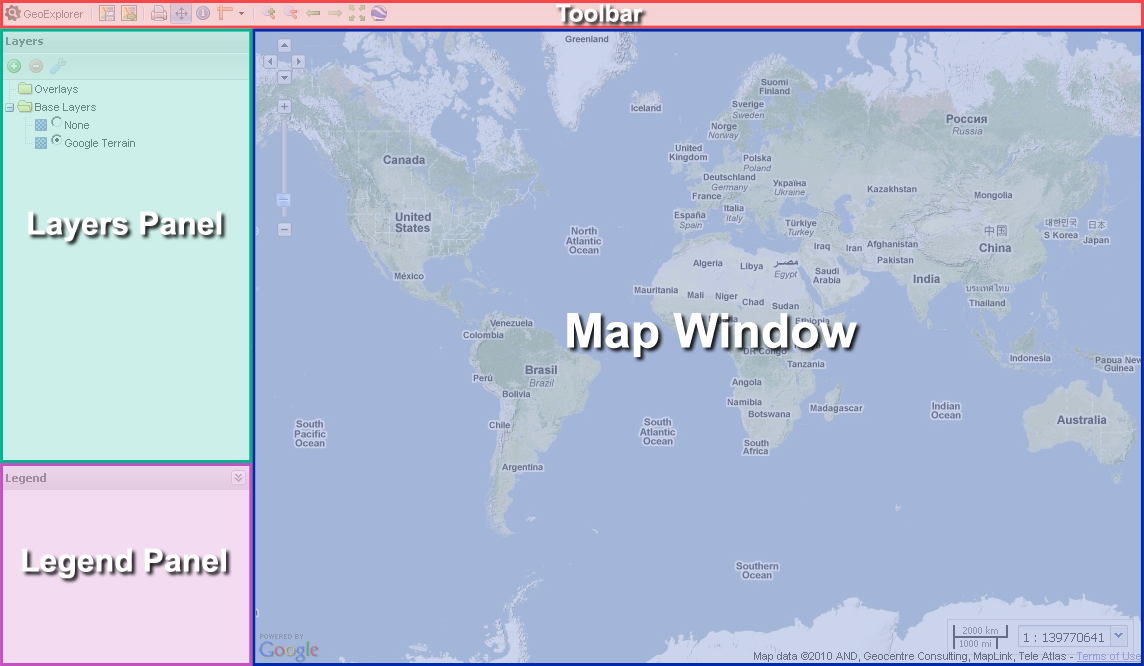 GeoExplorer
Toolbar
Layers
Overlays
Base Layers
None
Google Terrain
Layers Panel
Legend
Legend Panel
Greenland
Iceland
Suomi
Finland
Sverige
Sweden
Norge
Norway
Россия
Russia
United
Kingdom
Polska
Poland
Deutschland
Germany
Україна
Ukraine
France
Kazakhstan
Mongolia
Canada
United
States
España
Spain
Italia
Italy
Türkiye
Turkey
North
Atlantic
Ocean
대한민국
S Korea
日本
Japan
中国
China
Iraq
Iran
Afghanistan
Pakistan
México
Algeria
Libya
مصر
Egypt
Saudi
Arabia
India
ประเทศไทย
Thailand
Mauritania
Mali
Niger
Chad
Sudan
Ethiopia
Map Window
Venezuela
Colombia
DR Congo
Tanzania
Indonesia
Papua New
Guinea
Perú
Brasil
Brazil
Bolivia
Angola
Namibia
Botswana
Madagascar
Indian
Ocean
Australia
South
Pacific
Ocean
Chile
South
Atlantic
Ocean
South
Africa
Argentina
Southern
Ocean
POWERED BY
Google
2000 km
1000 mi
1 : 139770641
Map data ©2010 AND, Geocentre Consulting, MapLink, Tele Atlas - Terms of Use